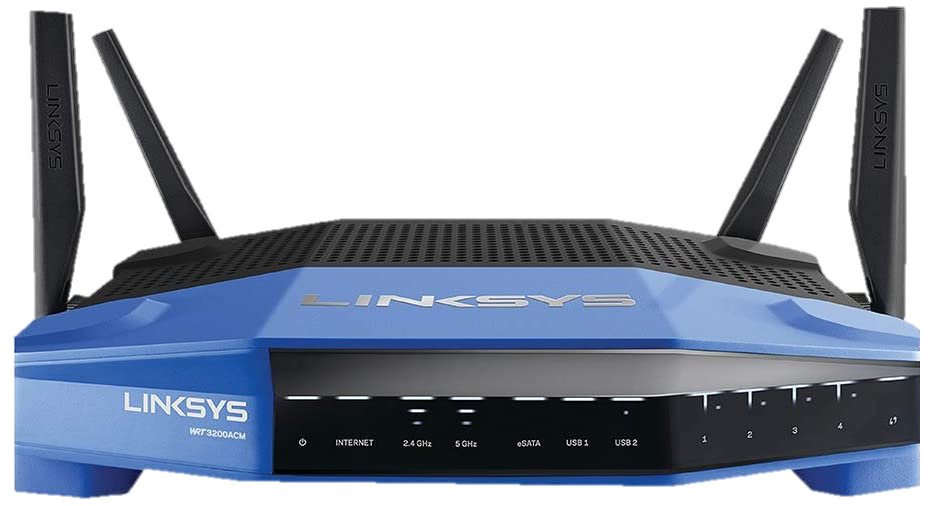 LINKSYS
LINKSYS
LINKSYS
LINKSYS
WRT3200ACM
INTERNET 2.4 GHz 5 GHz eSATA USB 1 USB 2 1 2 3 4